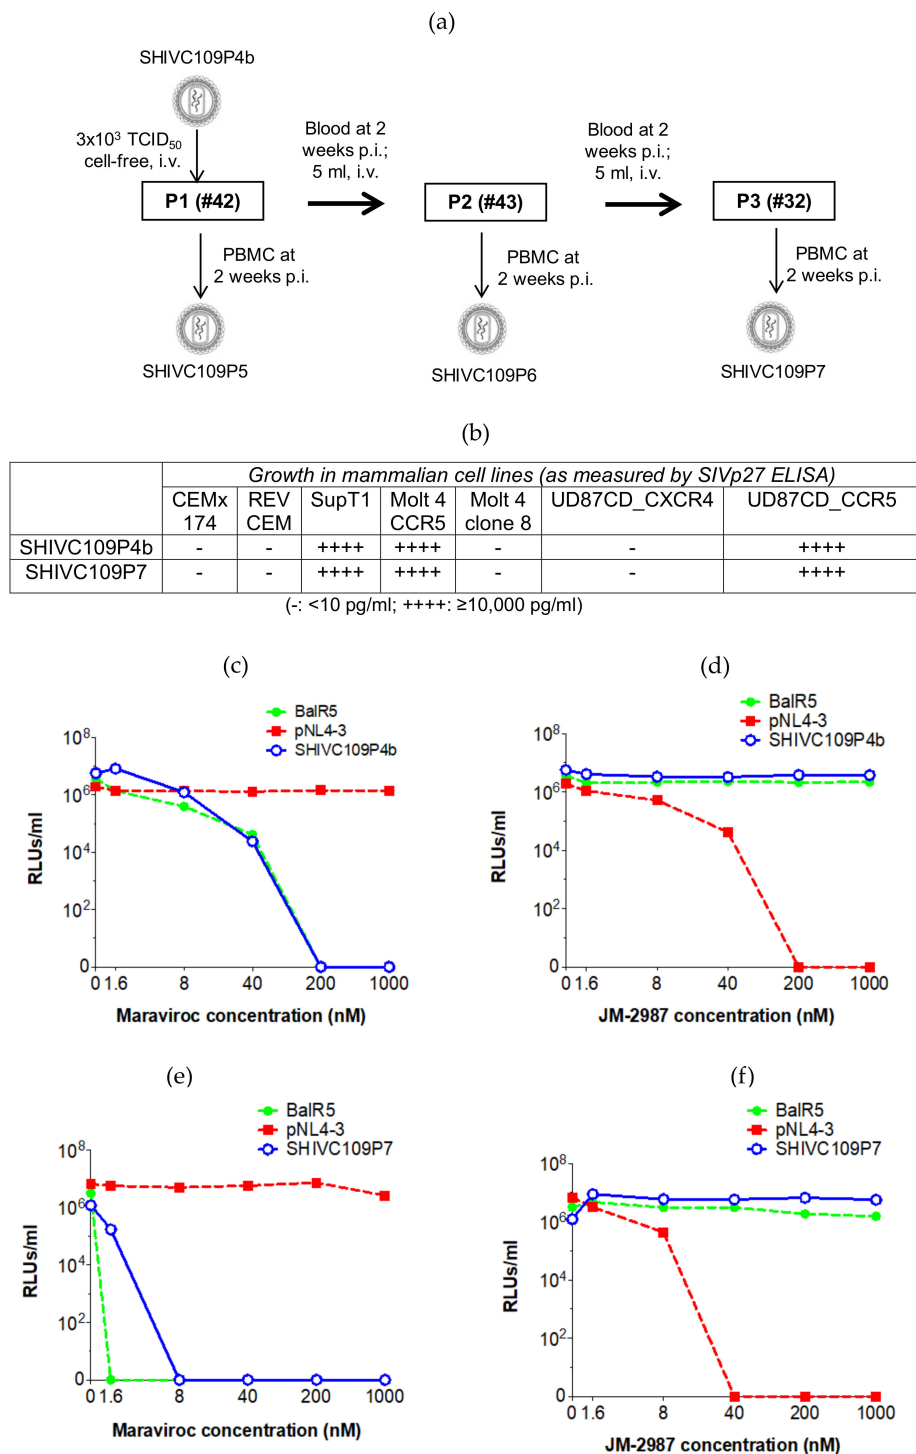 (a)
SHIVC109P4b
3x10³ TCID₅₀
cell-free, i.v.
Blood at 2
weeks p.i.;
5 ml, i.v.
Blood at 2
weeks p.i.;
5 ml, i.v.
P1 (#42)
P2 (#43)
P3 (#32)
PBMC at
2 weeks p.i.
PBMC at
2 weeks p.i.
PBMC at
2 weeks p.i.
SHIVC109P5
SHIVC109P6
SHIVC109P7
(b)
Growth in mammalian cell lines (as measured by SIVp27 ELISA)
CEMx 174 REV CEM SupT1 Molt 4 CCR5 Molt 4 clone 8 UD87CD_CXCR4 UD87CD_CCR5
SHIVC109P4b - - ++++ ++++ - - ++++
SHIVC109P7 - - ++++ ++++ - - ++++
(-: <10 pg/ml; ++++: ≥10,000 pg/ml)
(c)
BalR5
pNL4-3
SHIVC109P4b
10⁸
10⁶
10⁴
10²
0
RLUs/ml
0 1.6 8 40 200 1000
Maraviroc concentration (nM)
(d)
BalR5
pNL4-3
SHIVC109P4b
10⁸
10⁶
10⁴
10²
0
RLUs/ml
0 1.6 8 40 200 1000
JM-2987 concentration (nM)
(e)
BalR5
pNL4-3
SHIVC109P7
10⁸
10⁶
10⁴
10²
0
RLUs/ml
0 1.6 8 40 200 1000
Maraviroc concentration (nM)
(f)
BalR5
pNL4-3
SHIVC109P7
10⁸
10⁶
10⁴
10²
0
RLUs/ml
0 1.6 8 40 200 1000
JM-2987 concentration (nM)